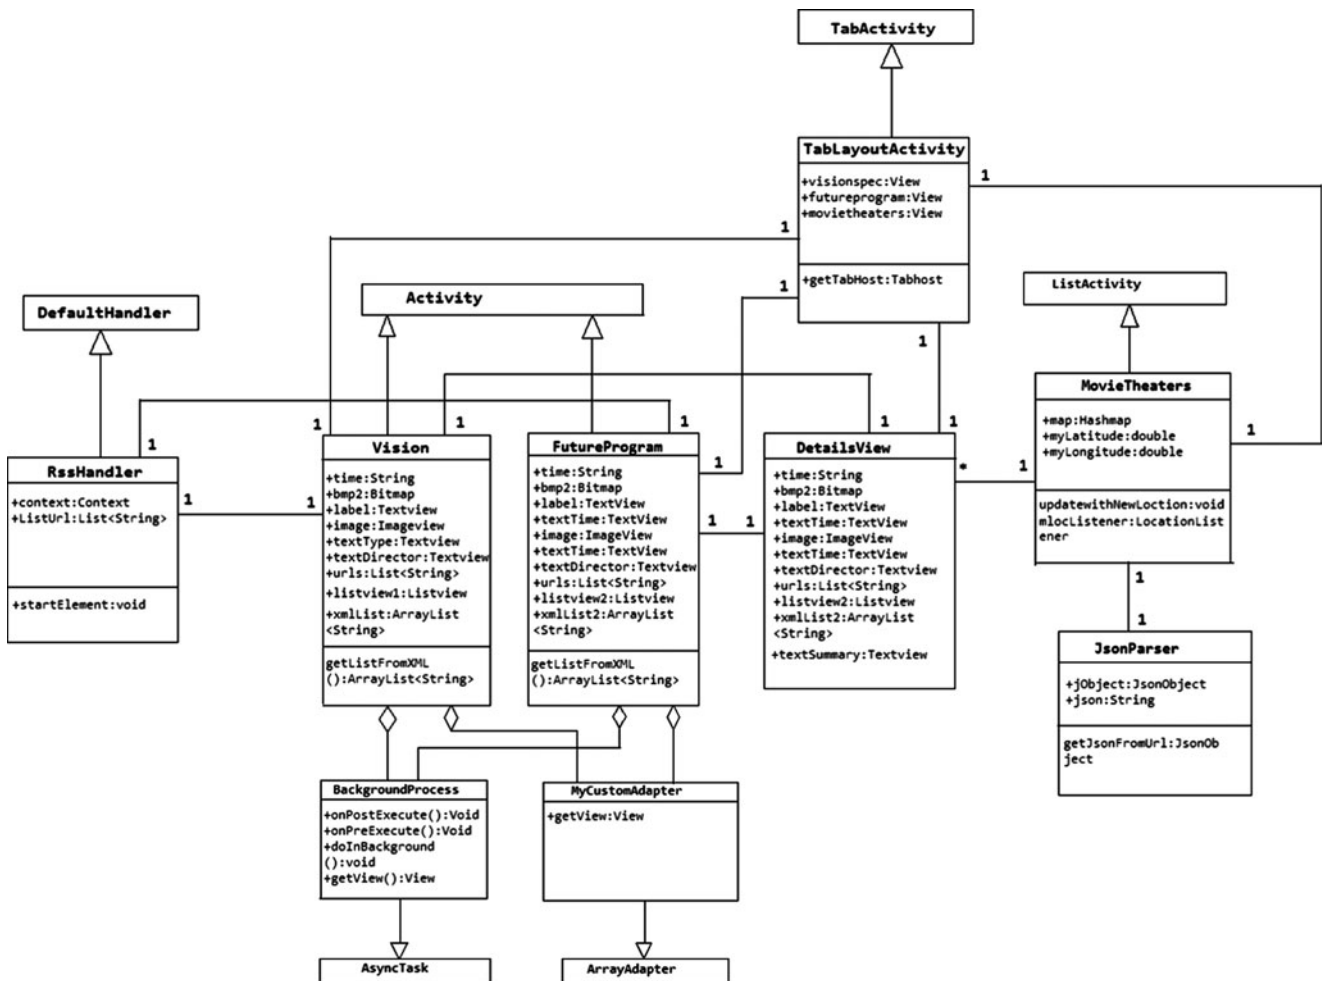 TabActivity
TabLayoutActivity
+visionspec:View
+futureprogram:View
+movietheaters:View
+getTabHost:Tabhost
1
1
1
1
Activity
ListActivity
DefaultHandler
MovieTheaters
+map:Hashmap
+myLatitude:double
+myLongitude:double
updatewithNewLoction:void
mlocListener:LocationList
ener
1
1
1
1
1
1
1
1
RssHandler
+context:Context
+ListUrl:List<String>
+startElement:void
1
1
Vision
+time:String
+bmp2:Bitmap
+label:Textview
+image:Imageview
+textType:Textview
+textDirector:Textview
+urls:List<String>
+listview1:Listview
+xmlList:ArrayList
<String>
getListFromXML
():ArrayList<String>
FutureProgram
+time:String
+bmp2:Bitmap
+label:TextView
+textTime:TextView
+image:ImageView
+textTime:TextView
+textDirector:Textview
+urls:List<String>
+listview2:Listview
+xmlList2:ArrayList
<String>
getListFromXML
():ArrayList<String>
1
1
1
DetailsView
+time:String
+bmp2:Bitmap
+label:TextView
+textTime:TextView
+image:ImageView
+textTime:TextView
+textDirector:Textview
+urls:List<String>
+listview2:Listview
+xmlList2:ArrayList
<String>
+textSummary:Textview
*
1
1
JsonParser
+jObject:JsonObject
+json:String
getJsonFromUrl:JsonOb
ject
BackgroundProcess
+onPostExecute():Void
+onPreExecute():Void
+doInBackground
():void
+getView():View
MyCustomAdapter
+getView:View
AsyncTask
ArrayAdapter